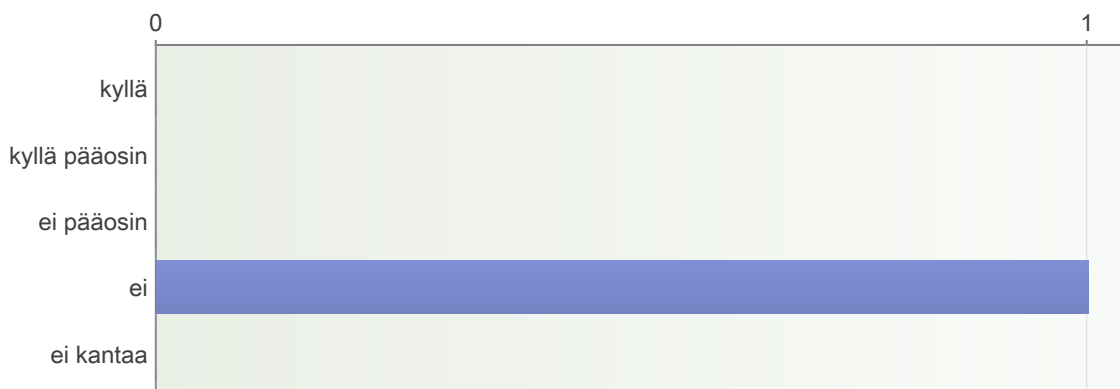 0 1
kyllä
kyllä pääosin
ei pääosin
ei
ei kantaa